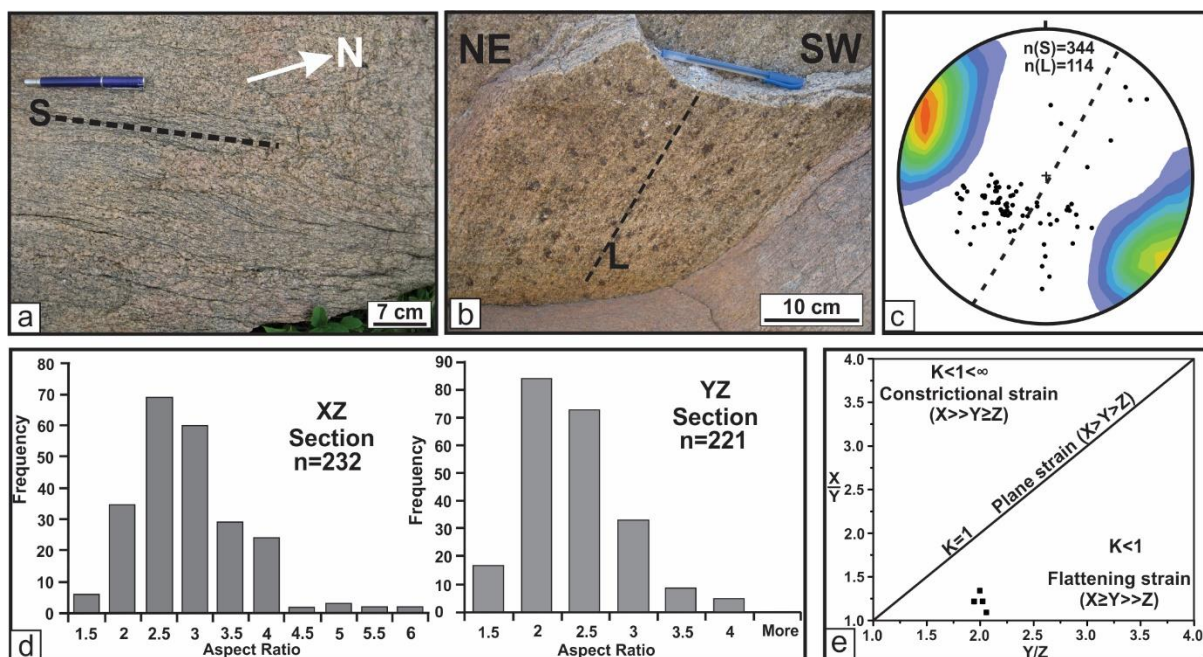 N
S
7 cm
a
NE
SW
L
10 cm
b
n(S)=344
n(L)=114
c
80
70
60
50
40
30
20
10
0
Frequency
XZ
Section
n=232
1.5 2 2.5 3 3.5 4 4.5 5 5.5 6
Aspect Ratio
d
90
80
70
60
50
40
30
20
10
0
Frequency
YZ
Section
n=221
1.5 2 2.5 3 3.5 4 More
Aspect Ratio
4.0
3.5
3.0
2.5
2.0
1.5
1.0
X
Y
K<1<∞
Constrictional strain
(X>>Y≥Z)
Plane strain (X>Y>Z)
K=1
K<1
Flattening strain
(X≥Y>>Z)
1.0 1.5 2.0 2.5 3.0 3.5 4.0
Y/Z
e